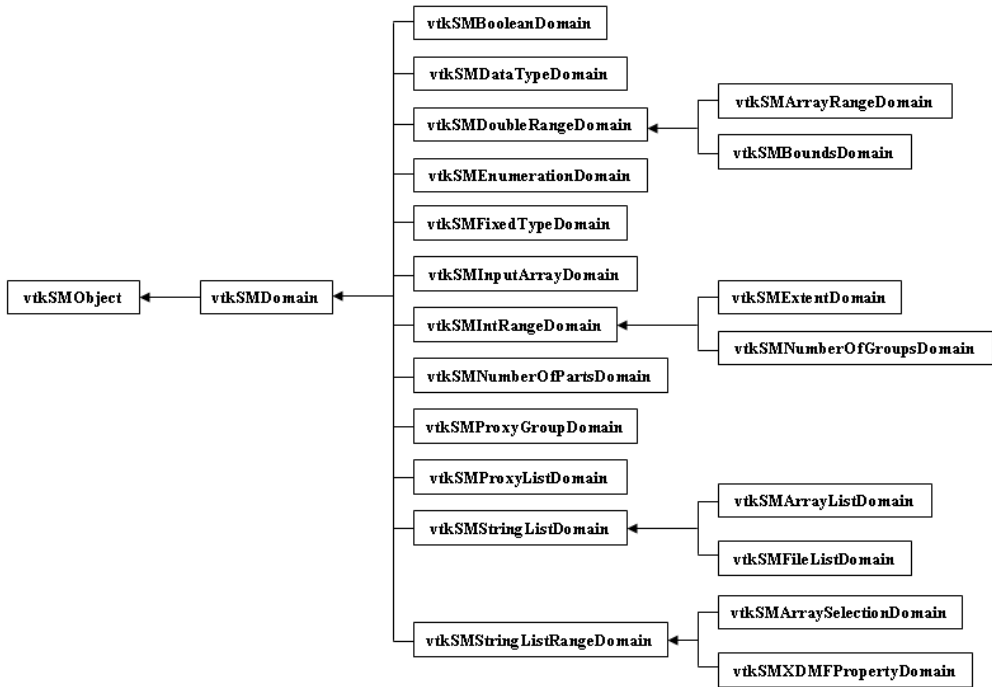 vtkSMBooleanDomain
vtkSMDataTypeDomain
vtkSMArrayRangeDomain
vtkSMDoubleRangeDomain
vtkSMBoundsDomain
vtkSMEnumerationDomain
vtkSMFixedTypeDomain
vtkSMInputArrayDomain
vtkSMObject
vtkSMDomain
vtkSMExtentDomain
vtkSMIntRangeDomain
vtkSMNumberOfGroupsDomain
vtkSMNumberOfPartsDomain
vtkSMProxyGroupDomain
vtkSMProxyListDomain
vtkSMArrayListDomain
vtkSMStringListDomain
vtkSMFileListDomain
vtkSMArraySelectionDomain
vtkSMStringListRangeDomain
vtkSMXDMFPropertyDomain